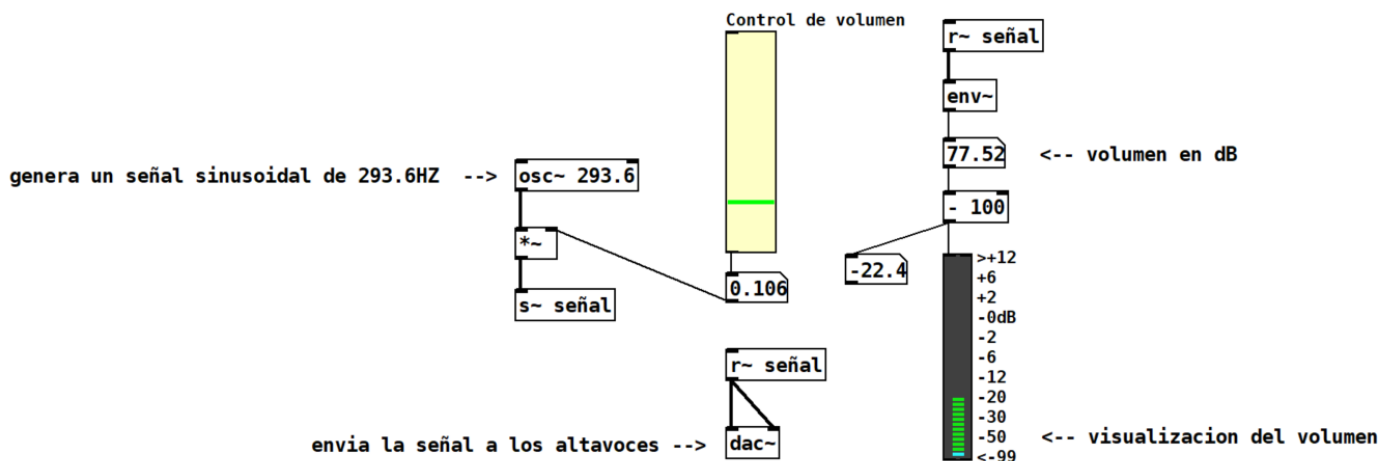 Control de volumen
r~ señal
env~
77.52
<-- volumen en dB
genera un señal sinusoidal de 293.6HZ -->
osc~ 293.6
- 100
*~
>+12
-22.4
+6
0.106
+2
s~ señal
-0dB
-2
-6
r~ señal
-12
-20
-30
envia la señal a los altavoces -->
dac~
-50
<-- visualizacion del volumen
<-99